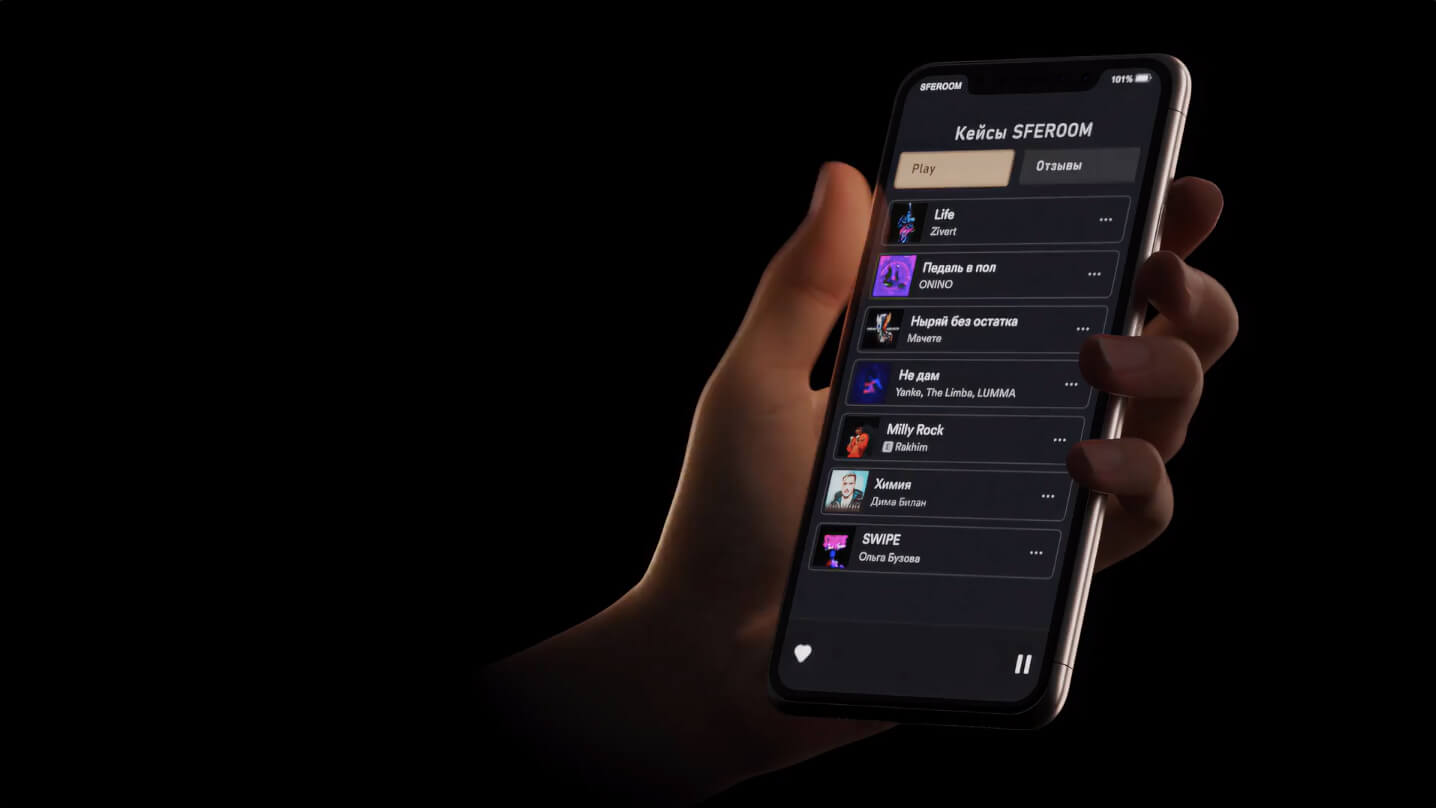 SFEROOM
101%
Кейсы SFEROOM
Play
Отзывы
Life
Zivert
Педаль в пол
ONINO
Ныряй без остатка
Мачете
Не дам
Yanke, The Limba, LUMMA
Milly Rock
E Rakhim
Химия
Дима Билан
SWIPE
Ольга Бузова